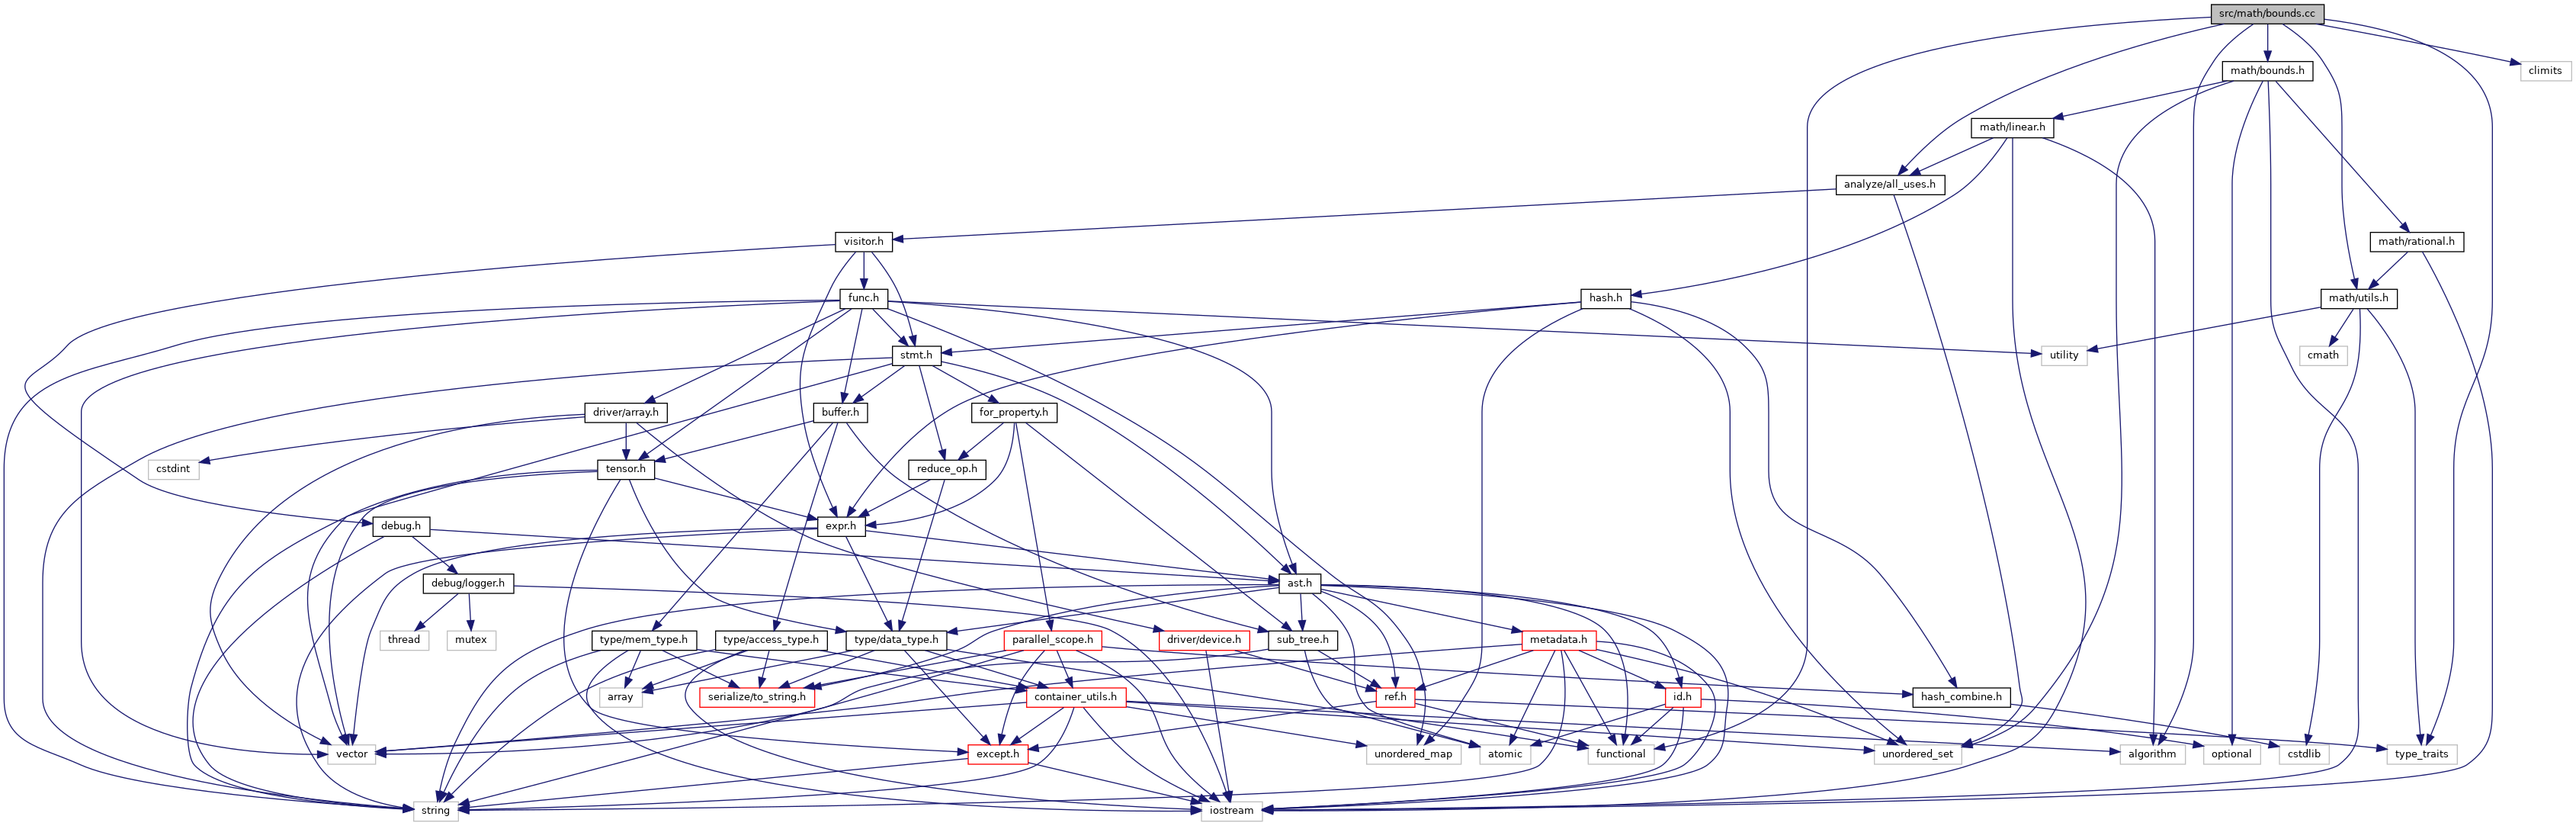 src/math/bounds.cc
math/bounds.h
climits
math/linear.h
analyze/all_uses.h
visitor.h
math/rational.h
func.h
hash.h
math/utils.h
stmt.h
utility
cmath
driver/array.h
buffer.h
for_property.h
cstdint
tensor.h
reduce_op.h
debug.h
expr.h
debug/logger.h
ast.h
thread
mutex
type/mem_type.h
type/access_type.h
type/data_type.h
parallel_scope.h
driver/device.h
sub_tree.h
metadata.h
array
serialize/to_string.h
container_utils.h
ref.h
id.h
hash_combine.h
vector
except.h
unordered_map
atomic
functional
unordered_set
algorithm
optional
cstdlib
type_traits
string
iostream